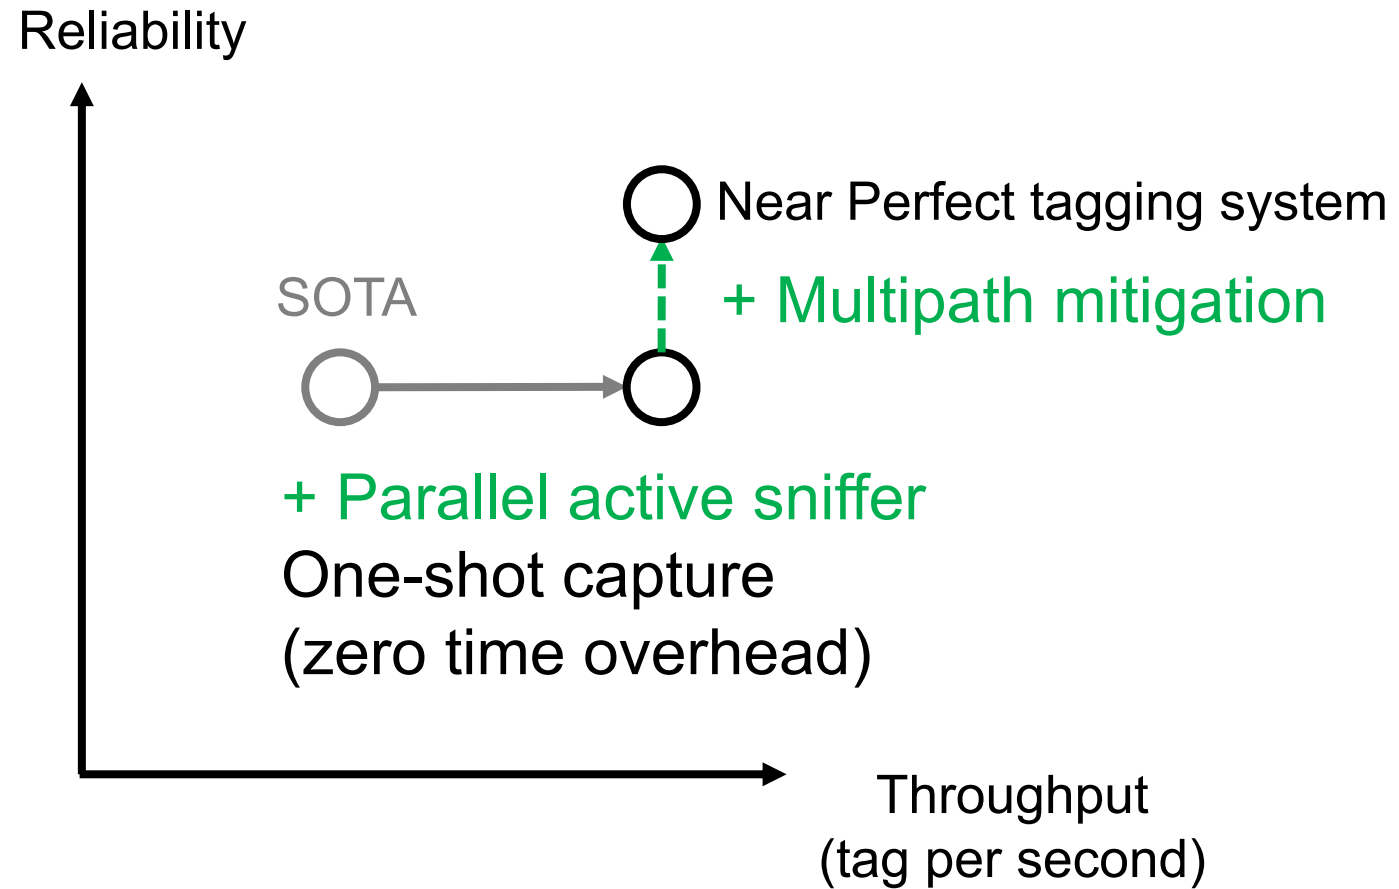 Reliability
Near Perfect tagging system
SOTA
+ Multipath mitigation
+ Parallel active sniffer
One-shot capture
(zero time overhead)
Throughput
(tag per second)